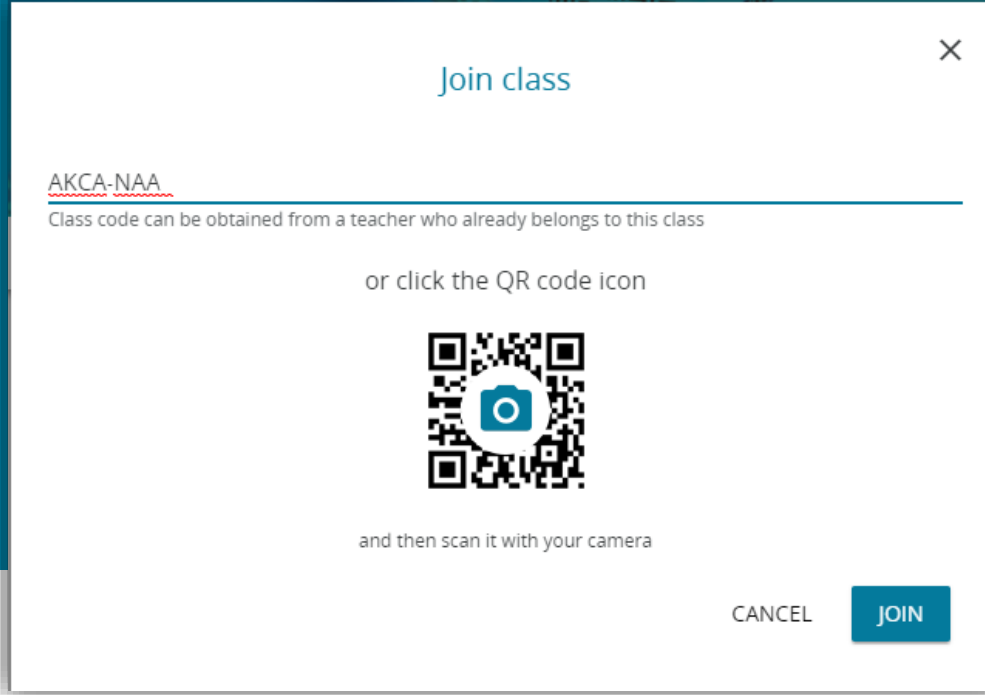 Join class
AKCA-NAA
Class code can be obtained from a teacher who already belongs to this class
or click the QR code icon
and then scan it with your camera
CANCEL
JOIN